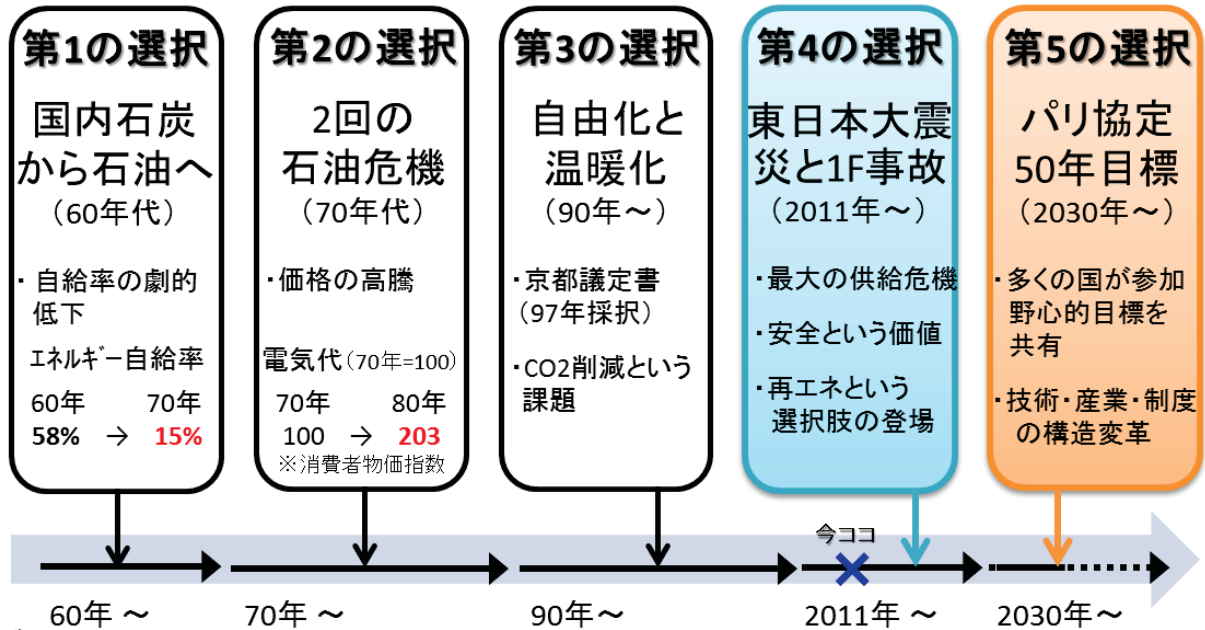 第1の選択
国内石炭
から石油へ
（60年代）
・自給率の劇的
低下
エネルギー自給率
60年 70年
58% → 15%
第2の選択
2回の
石油危機
（70年代）
・価格の高騰
電気代（70年=100）
70年 80年
100 → 203
※消費者物価指数
第3の選択
自由化と
温暖化
（90年～）
・京都議定書
（97年採択）
・CO2削減という
課題
第4の選択
東日本大震
災と1F事故
（2011年～）
・最大の供給危機
・安全という価値
・再エネという
選択肢の登場
第5の選択
パリ協定
50年目標
（2030年～）
・多くの国が参加
野心的目標を
共有
・技術・産業・制度
の構造変革
今ココ
60年 ～
70年 ～
90年～
2011年 ～
2030年～